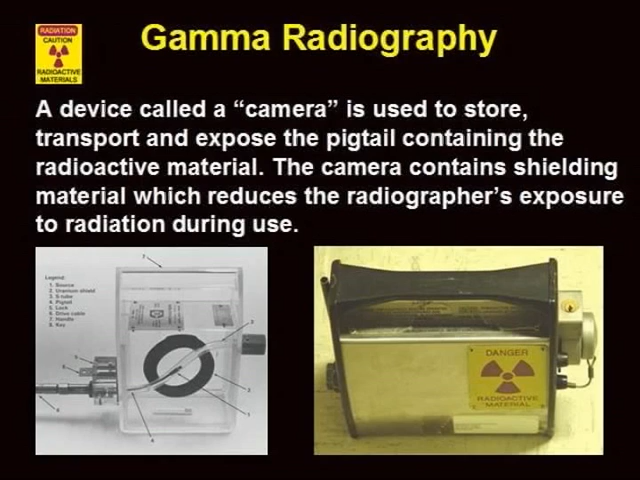 RADIATION
CAUTION
RADIOACTIVE
MATERIALS
Gamma Radiography
A device called a “camera” is used to store,
transport and expose the pigtail containing the
radioactive material. The camera contains shielding
material which reduces the radiographer’s exposure
to radiation during use.
Legend:
1. Source
2. Uranium shield
3. S-tube
4. Pigtail
5. Lock
6. Drive cable
7. Handle
8. Key
DANGER
RADIOACTIVE
MATERIAL